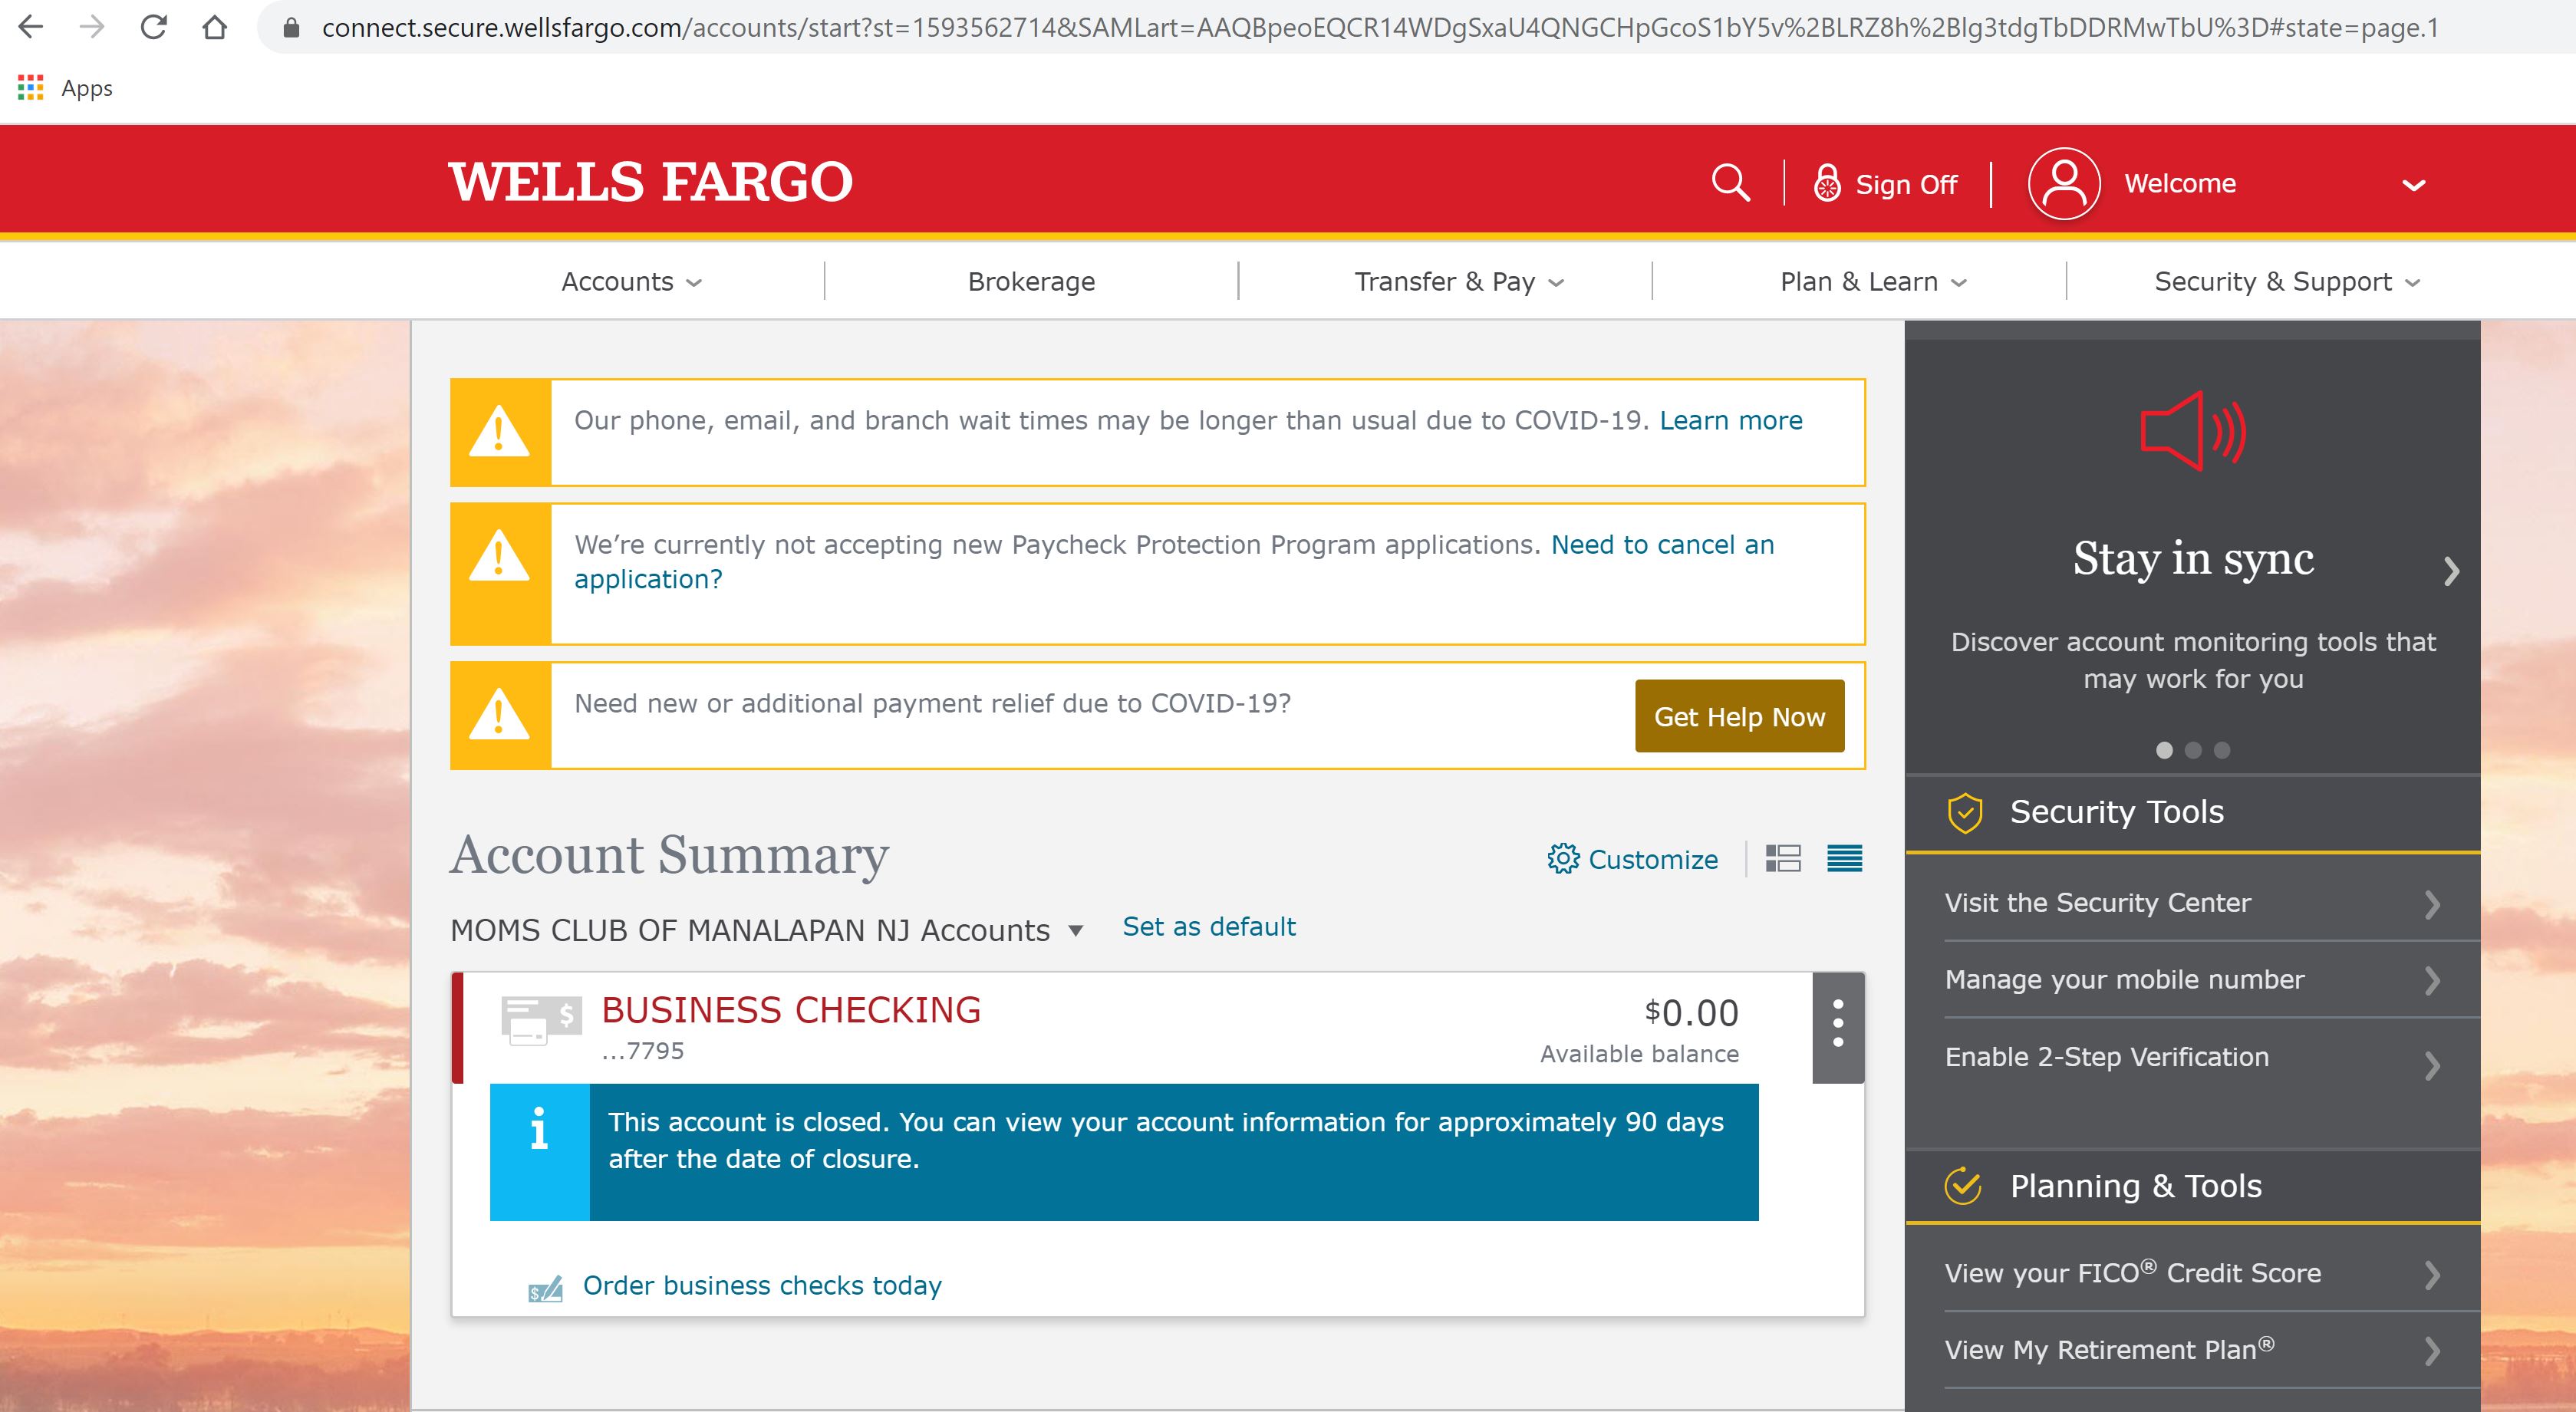 connect.secure.wellsfargo.com/accounts/start?st=1593562714&SAMLart=AAQBpeoEQCR14WDgSxaU4QNGCHpGcoS1bY5v%2BLRZ8h%2Blg3tdgTbDDRMwTbU%3D#state=page.1
Apps
WELLS FARGO
Sign Off
Welcome
Accounts
Brokerage
Transfer & Pay
Plan & Learn
Security & Support
Our phone, email, and branch wait times may be longer than usual due to COVID-19. Learn more
We're currently not accepting new Paycheck Protection Program applications. Need to cancel an
application?
Need new or additional payment relief due to COVID-19?
Get Help Now
Account Summary
Customize
MOMS CLUB OF MANALAPAN NJ Accounts
Set as default
BUSINESS CHECKING
...7795
$0.00
Available balance
This account is closed. You can view your account information for approximately 90 days
after the date of closure.
Order business checks today
Stay in sync
Discover account monitoring tools that
may work for you
Security Tools
Visit the Security Center
Manage your mobile number
Enable 2-Step Verification
Planning & Tools
View your FICO® Credit Score
View My Retirement Plan®